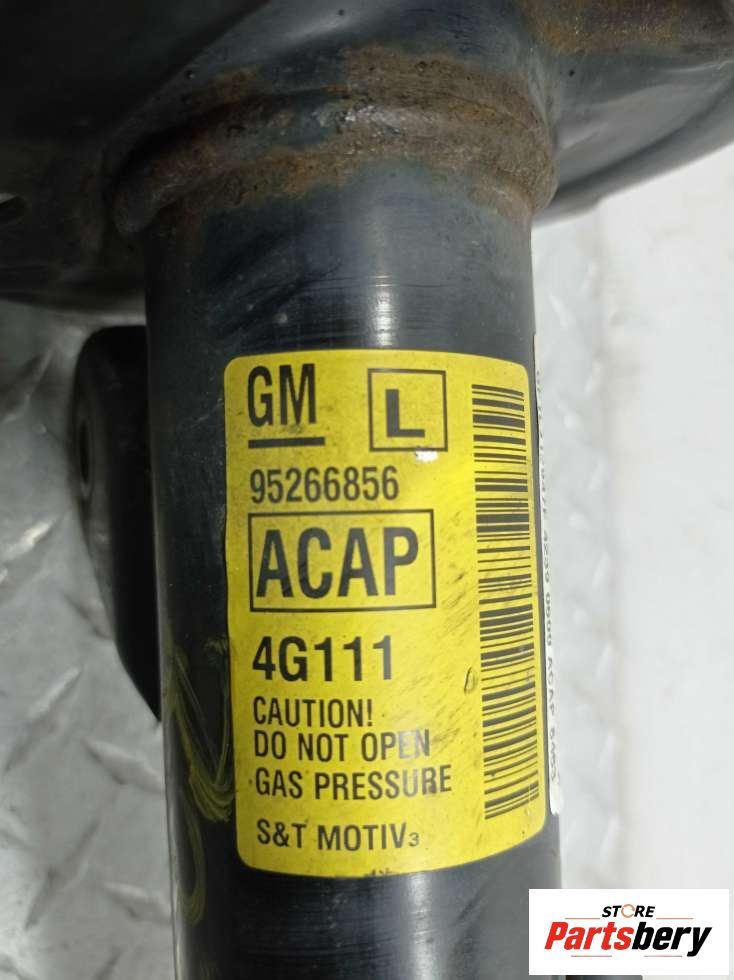 GM L
95266856
ACAP
4G111
CAUTION!
DO NOT OPEN
GAS PRESSURE
S&T MOTIV3
STORE
Partsbery